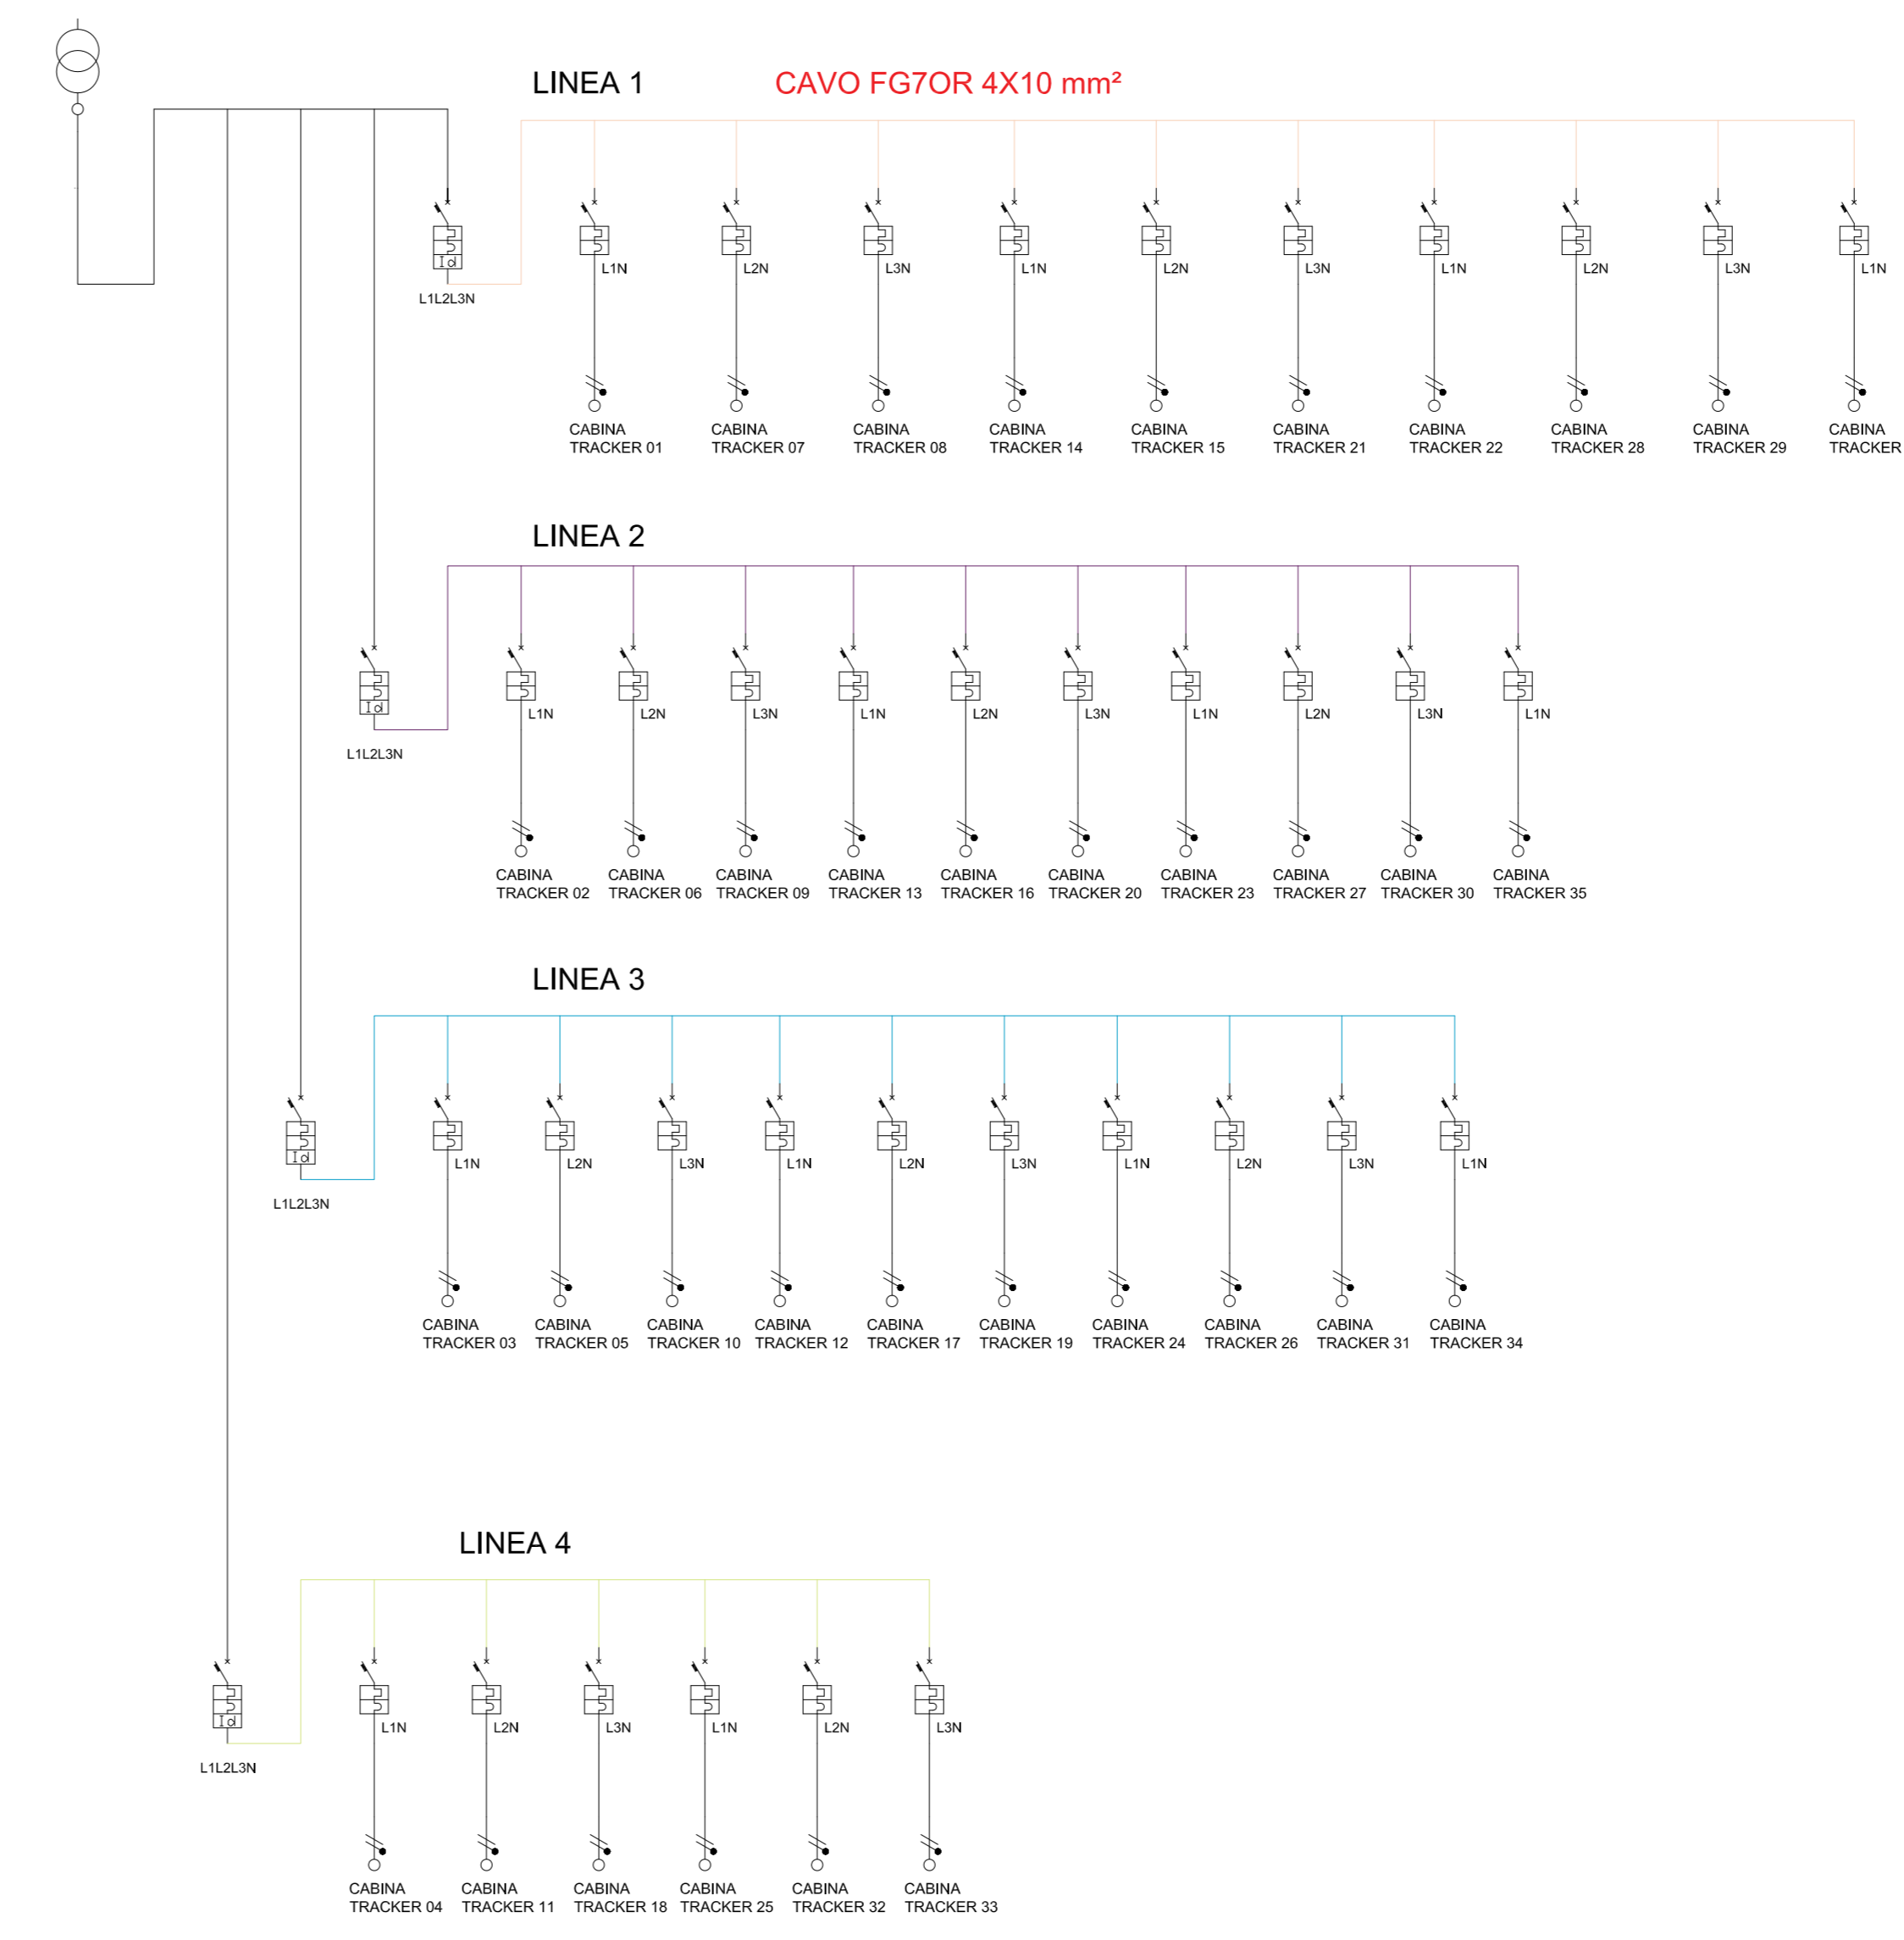 LINEA 1 CAVO FG7OR 4X10 mm²
Id
L1L2L3N
L1N L2N L3N L1N L2N L3N L1N L2N L3N L1N
CABINA CABINA CABINA CABINA CABINA CABINA CABINA CABINA CABINA CABINA
TRACKER 01 TRACKER 07 TRACKER 08 TRACKER 14 TRACKER 15 TRACKER 21 TRACKER 22 TRACKER 28 TRACKER 29 TRACKER
LINEA 2
Id
L1L2L3N
L1N L2N L3N L1N L2N L3N L1N L2N L3N L1N
CABINA CABINA CABINA CABINA CABINA CABINA CABINA CABINA CABINA CABINA
TRACKER 02 TRACKER 06 TRACKER 09 TRACKER 13 TRACKER 16 TRACKER 20 TRACKER 23 TRACKER 27 TRACKER 30 TRACKER 35
LINEA 3
Id
L1L2L3N
L1N L2N L3N L1N L2N L3N L1N L2N L3N L1N
CABINA CABINA CABINA CABINA CABINA CABINA CABINA CABINA CABINA CABINA
TRACKER 03 TRACKER 05 TRACKER 10 TRACKER 12 TRACKER 17 TRACKER 19 TRACKER 24 TRACKER 26 TRACKER 31 TRACKER 34
LINEA 4
Id
L1L2L3N
L1N L2N L3N L1N L2N L3N
CABINA CABINA CABINA CABINA CABINA CABINA
TRACKER 04 TRACKER 11 TRACKER 18 TRACKER 25 TRACKER 32 TRACKER 33